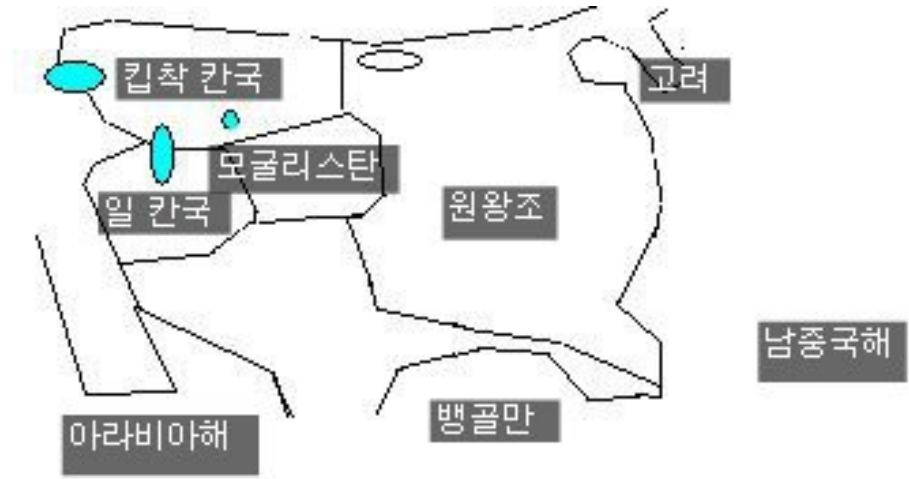 킵착 칸국
고려
모굴리스탄
일 칸국
원왕조
남중국해
뱅골만
아라비아해